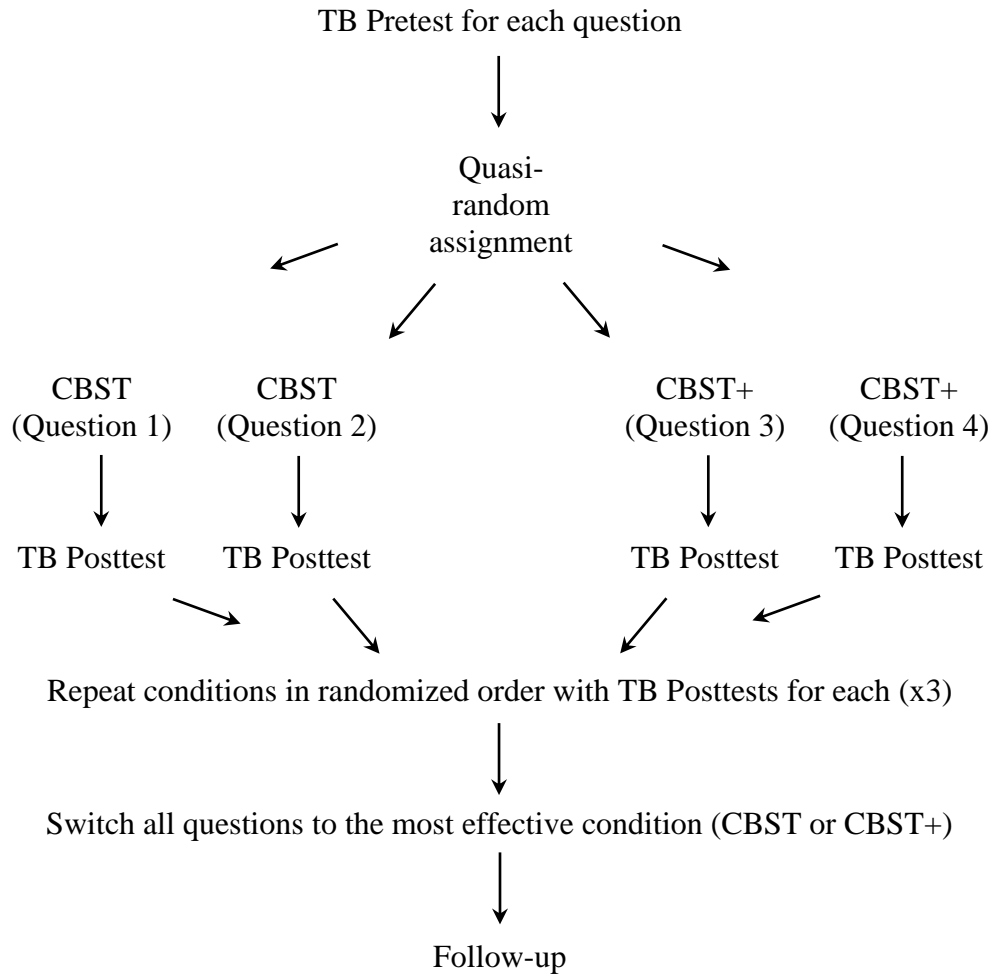 TB Pretest for each question
Quasi-
random
assignment
CBST CBST CBST+ CBST+
(Question 1) (Question 2) (Question 3) (Question 4)
TB Posttest TB Posttest TB Posttest TB Posttest
Repeat conditions in randomized order with TB Posttests for each (x3)
Switch all questions to the most effective condition (CBST or CBST+)
Follow-up